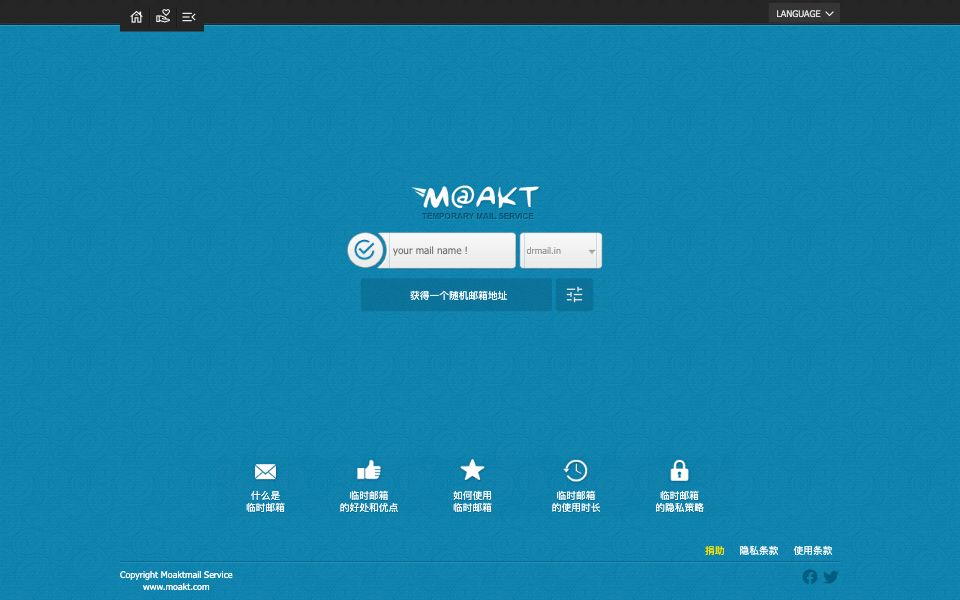 LANGUAGE
M@AKT
TEMPORARY MAIL SERVICE
your mail name !
drmail.in
获得一个随机邮箱地址
什么是
临时邮箱
临时邮箱
的好处和优点
如何使用
临时邮箱
临时邮箱
的使用时长
临时邮箱
的隐私策略
捐助 隐私条款 使用条款
Copyright Moaktmail Service
www.moakt.com